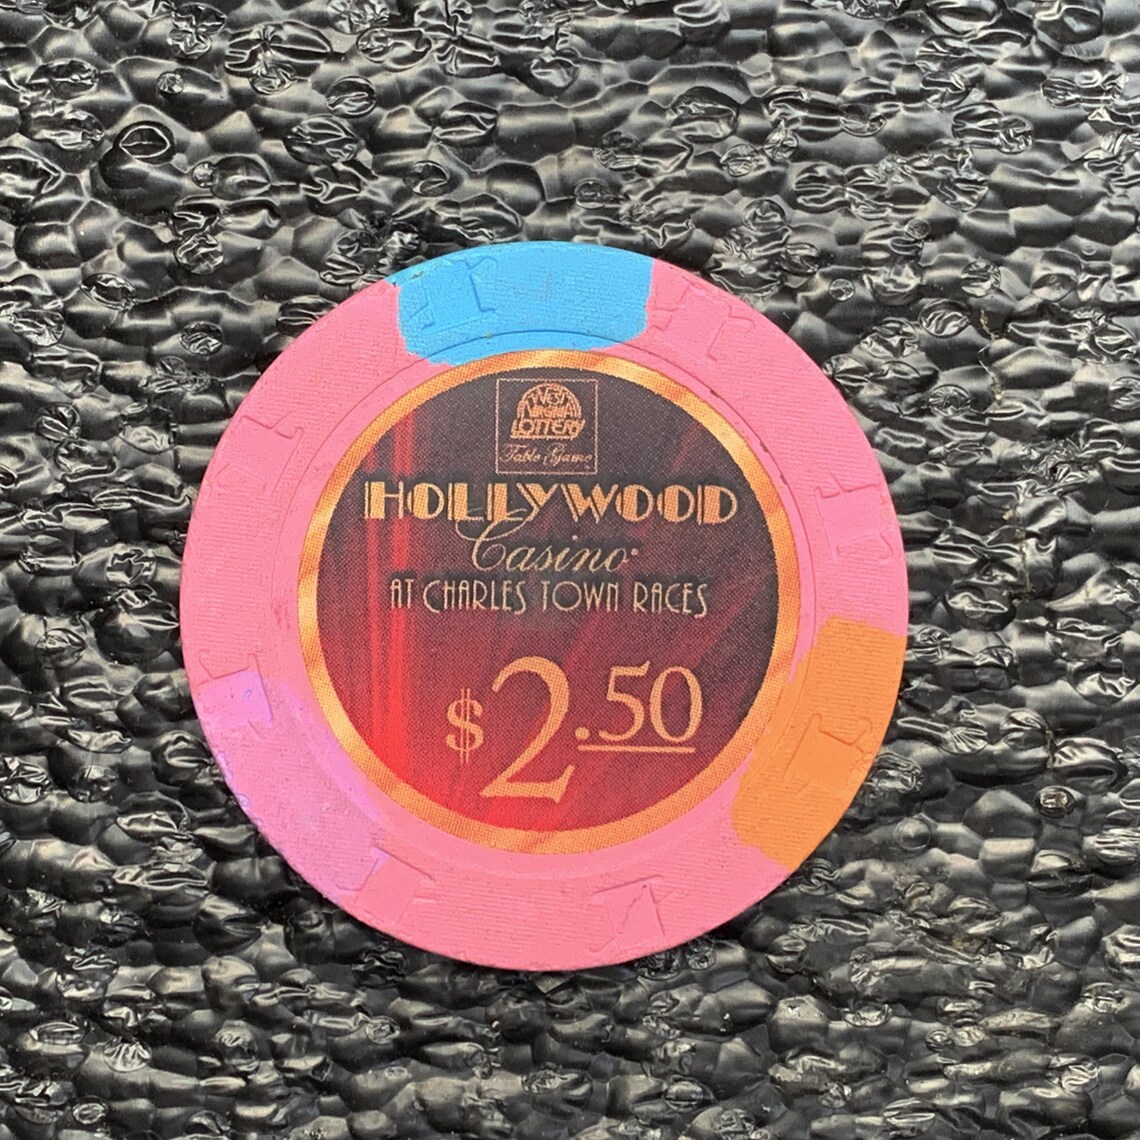 WEST
VIRGINIA
LOTTERY
Table Game
HOLLYWOOD
Casino
AT CHARLES TOWN RACES
$2.50